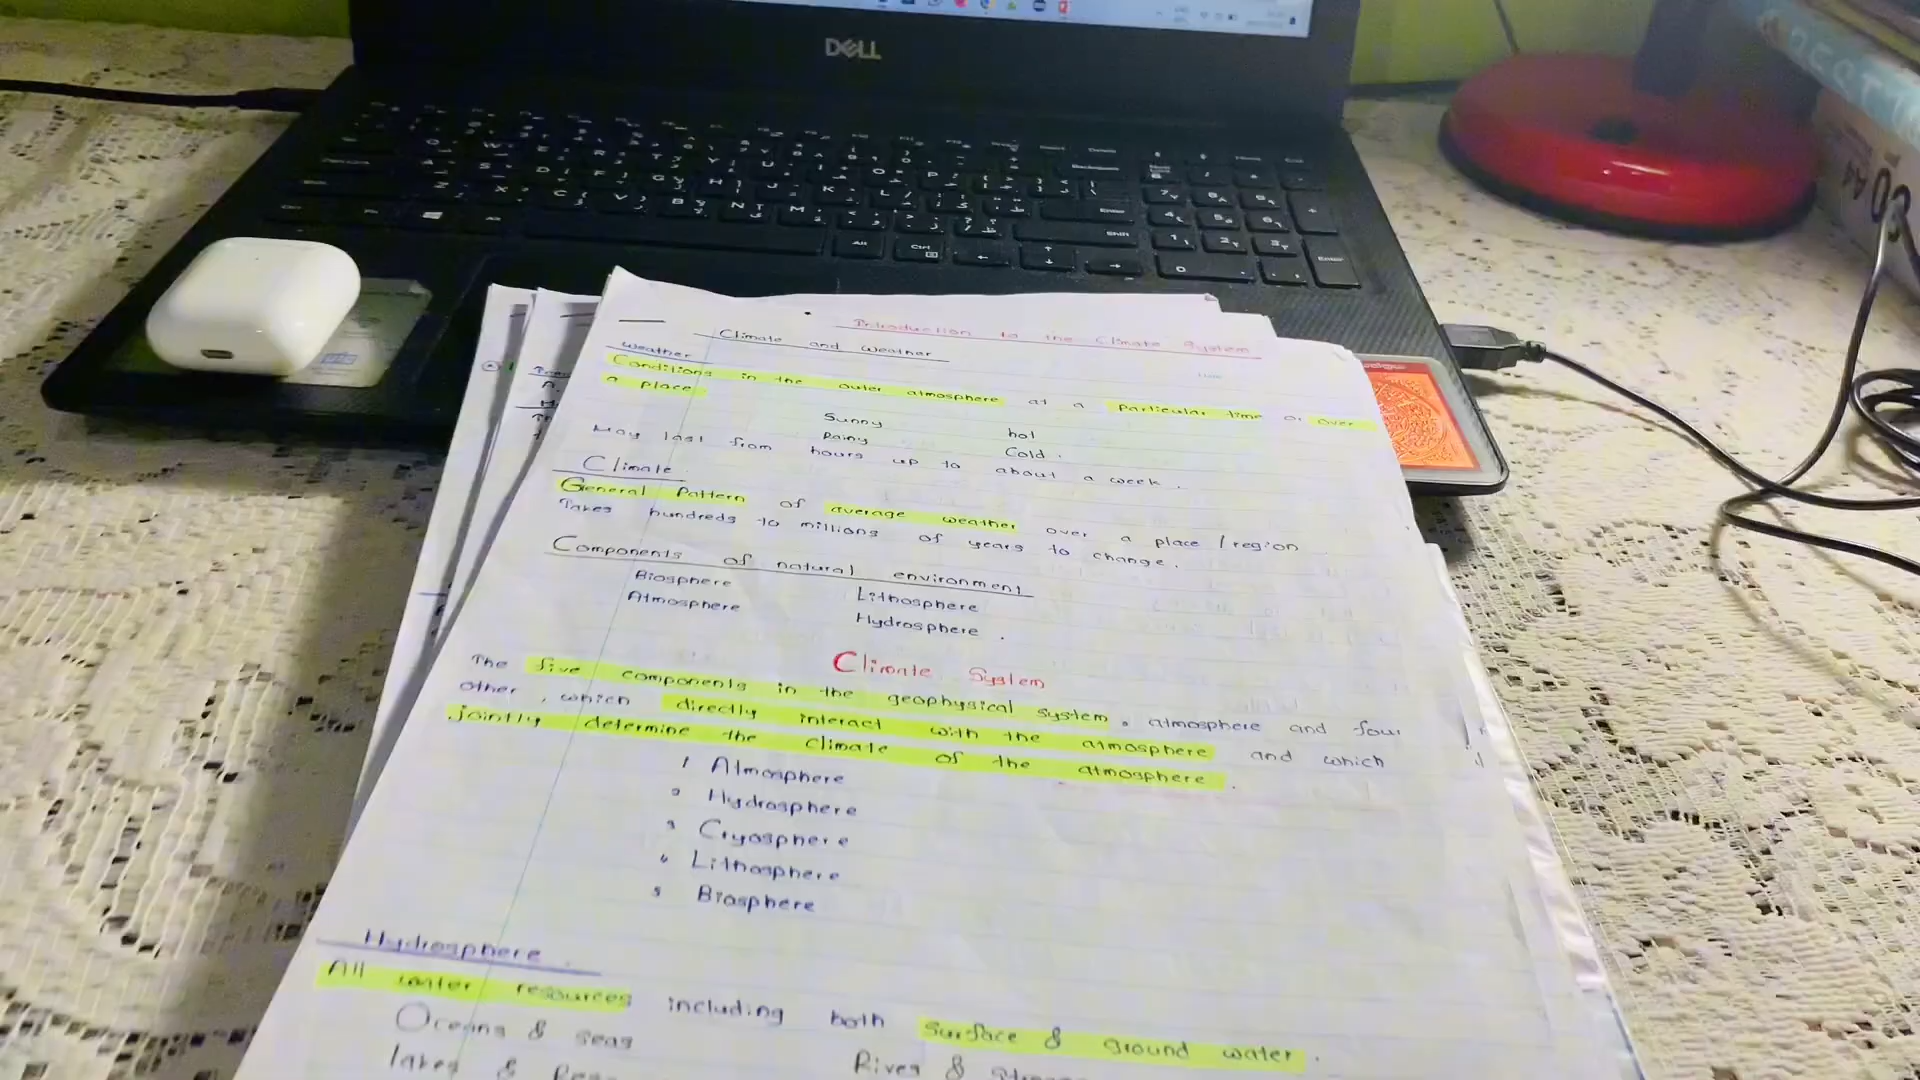 DELL
Introduction to the Climate System
Climate and Weather
Weather
Conditions in the outer atmosphere at a particular time or over
a place
Sunny hot
Rainy Cold .
May last from hours up to about a week .
Climate
General Pattern of average weather over a place / region
Takes hundreds to millions of years to change .
Components of natural environment
Biosphere Lithosphere
Atmosphere Hydrosphere .
Climate System
The five components in the geophysical system , atmosphere and four
other , which directly interact with the atmosphere and which
jointly determine the climate of the atmosphere .
1 Atmosphere
2 Hydrosphere
3 Cryosphere
4 Lithosphere
5 Biosphere
Hydrosphere .
All water resources including both surface & ground water .
Oceans & seas
lakes & Rives &